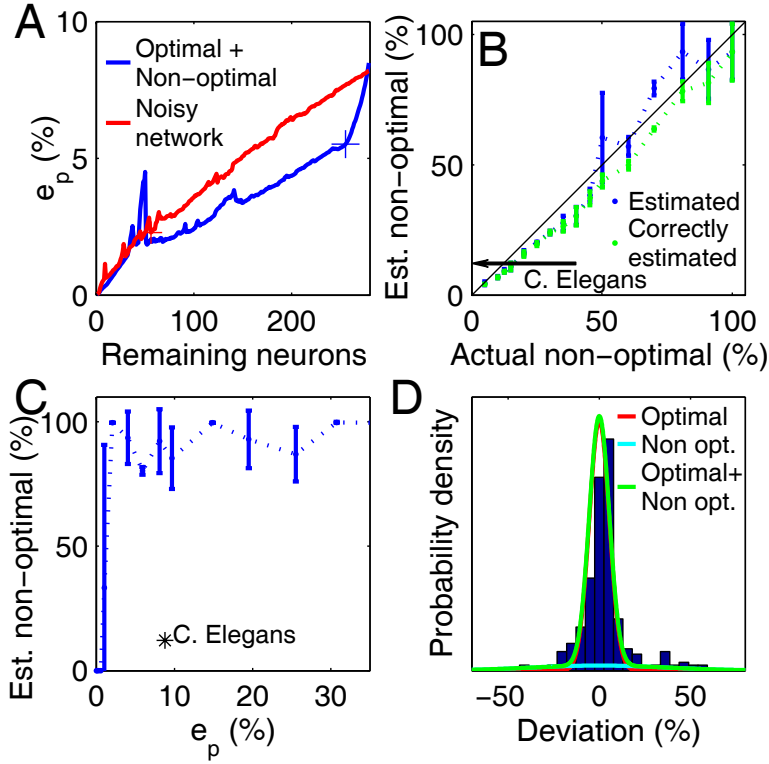 A
10
5
0
e_p (%)
Optimal +
Non-optimal
Noisy
network
0
100
200
Remaining neurons
B
100
50
0
Est. non-optimal (%)
Estimated
Correctly
estimated
C. Elegans
0
50
100
Actual non-optimal (%)
C
100
50
0
Est. non-optimal (%)
C. Elegans
0
10
20
30
e_p (%)
D
Probability density
Optimal
Non opt.
Optimal+
Non opt.
−50
0
50
Deviation (%)